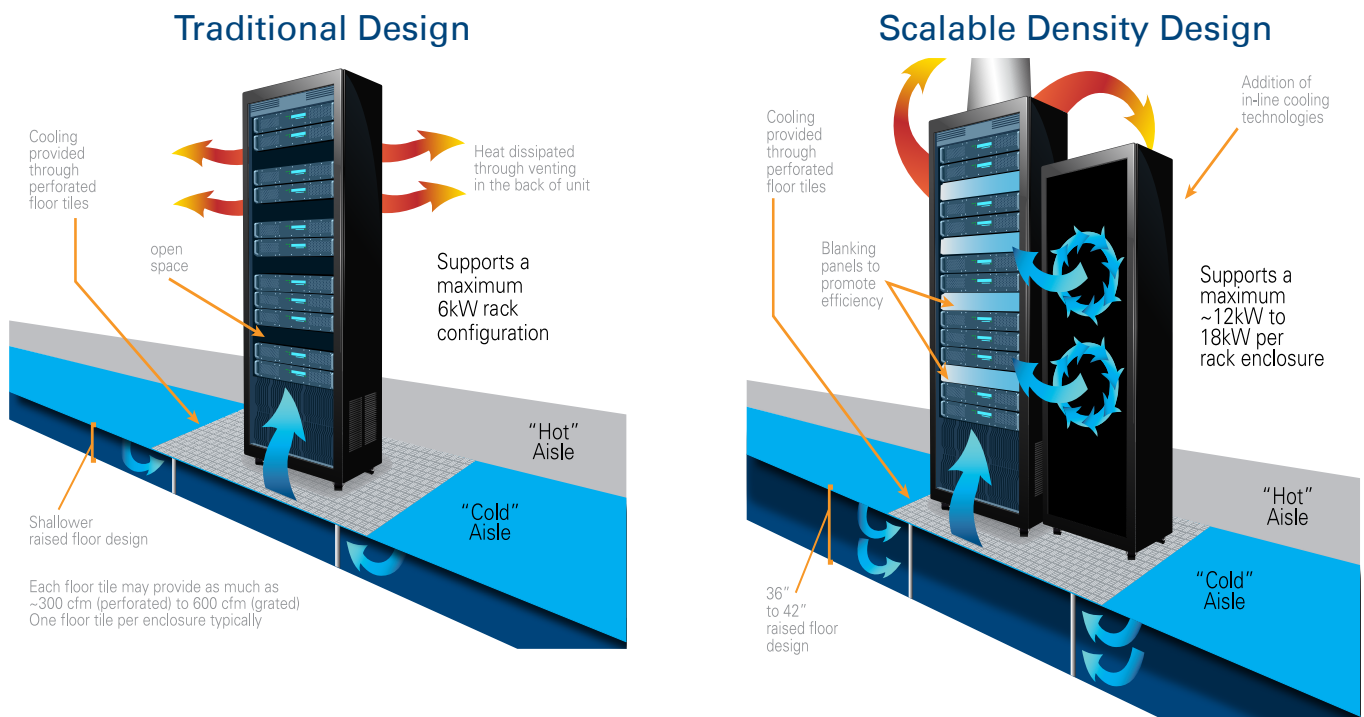 Traditional Design
Cooling
provided
through
perforated
floor tiles
Heat dissipated
through venting
in the back of unit
open
space
Supports a
maximum
6kW rack
configuration
“Hot”
Aisle
“Cold”
Aisle
Shallower
raised floor design
Each floor tile may provide as much as
~300 cfm (perforated) to 600 cfm (grated)
One floor tile per enclosure typically
Scalable Density Design
Cooling
provided
through
perforated
floor tiles
Addition of
in-line cooling
technologies
Blanking
panels to
promote
efficiency
Supports a
maximum
~12kW to
18kW per
rack enclosure
“Hot”
Aisle
“Cold”
Aisle
36”
to 42”
raised floor
design